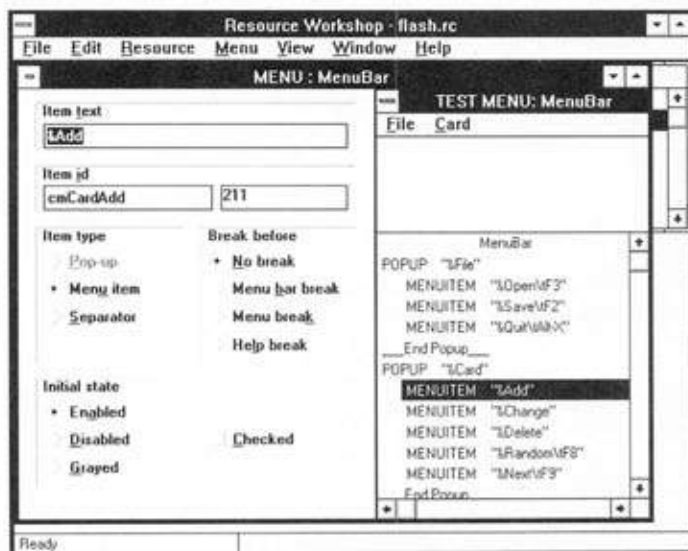 Resource Workshop - flash.rc
File Edit Resource Menu View Window Help
MENU : MenuBar
Item text
&Add
Item id
cmCardAdd 211
Item type
Pop-up
Menu item
Separator
Break before
No break
Menu bar break
Menu break
Help break
Initial state
Enabled
Disabled
Grayed
Checked
TEST MENU: MenuBar
File Card
MenuBar
POPUP "&File"
MENUITEM "&Open\tF3"
MENUITEM "&Save\tF2"
MENUITEM "&Quit\tAlt-X"
__End Popup__
POPUP "&Card"
MENUITEM "&Add"
MENUITEM "&Change"
MENUITEM "&Delete"
MENUITEM "&Random\tF8"
MENUITEM "&Next\tF9"
End Popup
Ready